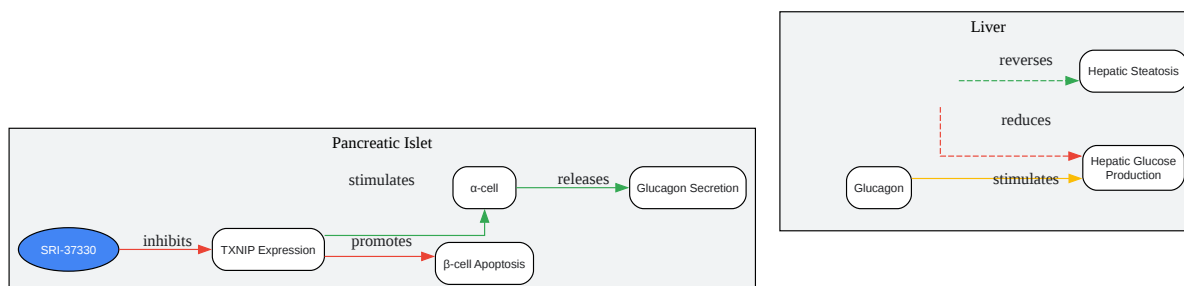 Pancreatic Islet
SRI-37330
inhibits
TXNIP Expression
stimulates
promotes
α-cell
β-cell Apoptosis
releases
Glucagon Secretion
Liver
reverses
Hepatic Steatosis
reduces
Glucagon
stimulates
Hepatic Glucose
Production